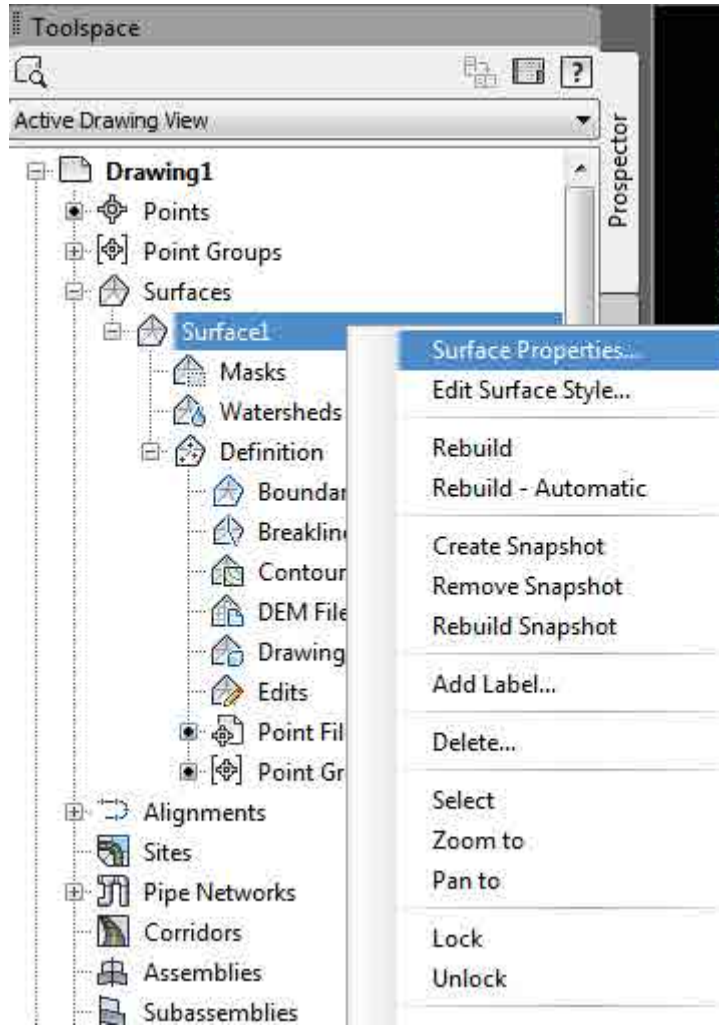 Toolspace
?
Active Drawing View
Prospector
Drawing1
Points
Point Groups
Surfaces
Surface1
Masks
Watersheds
Definition
Boundar
Breakline
Contour
DEM File
Drawing
Edits
Point Fil
Point Gr
Alignments
Sites
Pipe Networks
Corridors
Assemblies
Subassemblies
Surface Properties...
Edit Surface Style...
Rebuild
Rebuild - Automatic
Create Snapshot
Remove Snapshot
Rebuild Snapshot
Add Label...
Delete...
Select
Zoom to
Pan to
Lock
Unlock